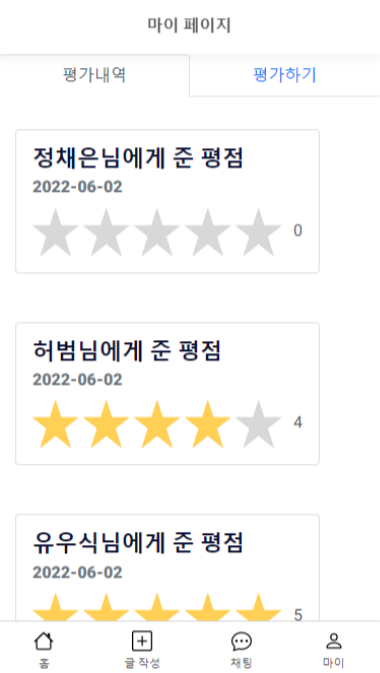 마이 페이지
평가내역 평가하기
정채은님에게 준 평점
2022-06-02
0
허범님에게 준 평점
2022-06-02
4
유우식님에게 준 평점
2022-06-02
5
홈 글 작성 채팅 마이